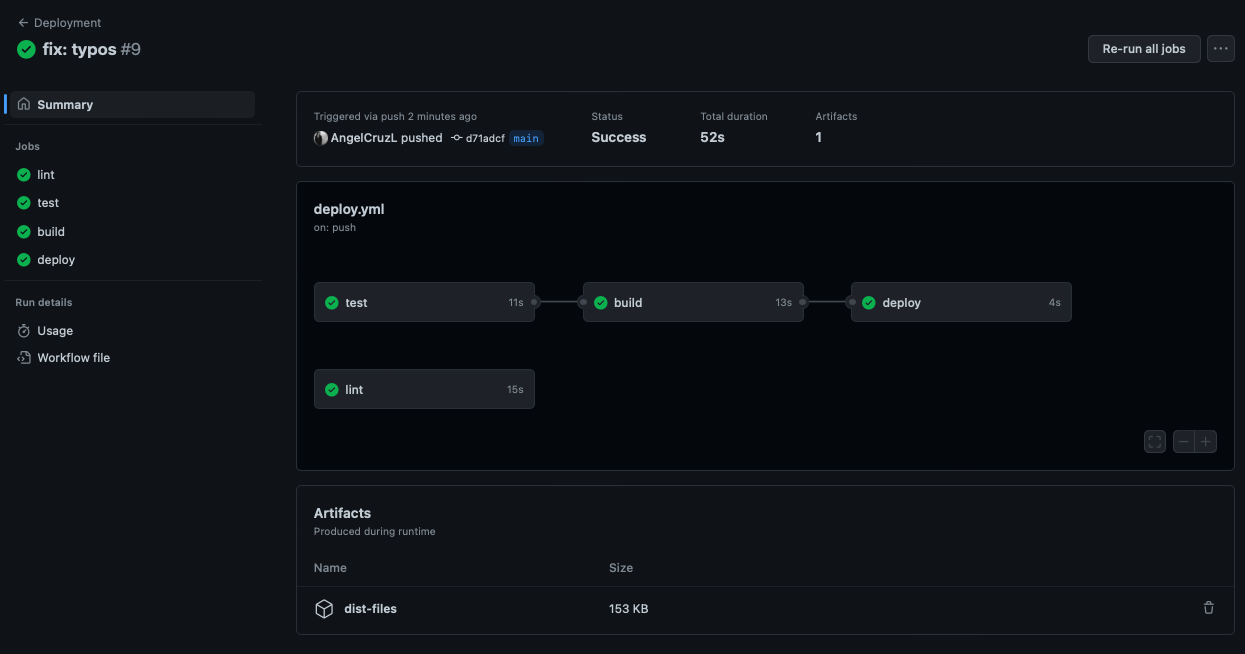 ← Deployment
fix: typos #9
Re-run all jobs
...
Summary
Jobs
lint
test
build
deploy
Run details
Usage
Workflow file
Triggered via push 2 minutes ago
AngelCruzL pushed d71adcf main
Status
Success
Total duration
52s
Artifacts
1
deploy.yml
on: push
test 11s
build 13s
deploy 4s
lint 15s
Artifacts
Produced during runtime
Name Size
dist-files 153 KB